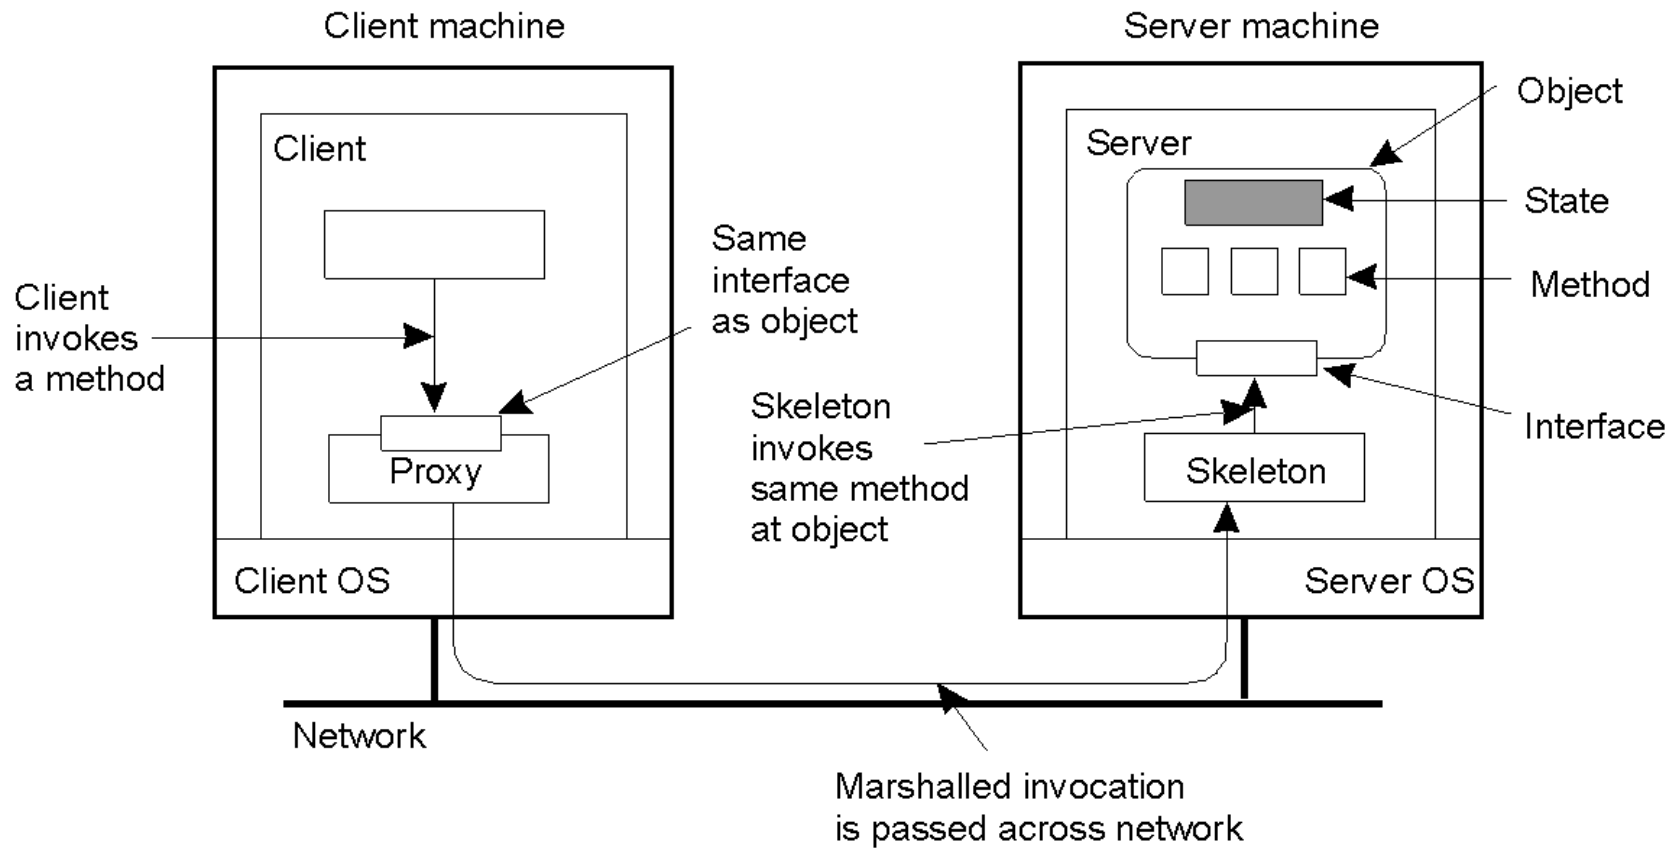 Client machine
Server machine
Object
Client
Server
State
Same
interface
as object
Method
Client
invokes
a method
Skeleton
invokes
same method
at object
Interface
Proxy
Skeleton
Client OS
Server OS
Network
Marshalled invocation
is passed across network